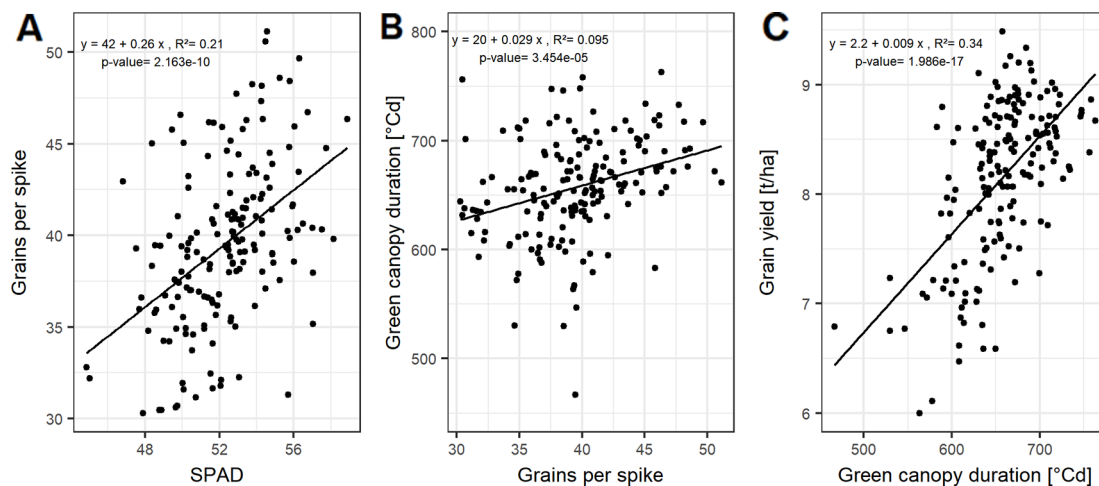 A
y = 42 + 0.26 x , R²= 0.21
p-value= 2.163e-10
Grains per spike
50
45
40
35
30
48
52
56
SPAD
B
y = 20 + 0.029 x , R²= 0.095
p-value= 3.454e-05
Green canopy duration [°Cd]
800
700
600
500
30
35
40
45
50
Grains per spike
C
y = 2.2 + 0.009 x , R²= 0.34
p-value= 1.986e-17
Grain yield [t/ha]
9
8
7
6
500
600
700
Green canopy duration [°Cd]